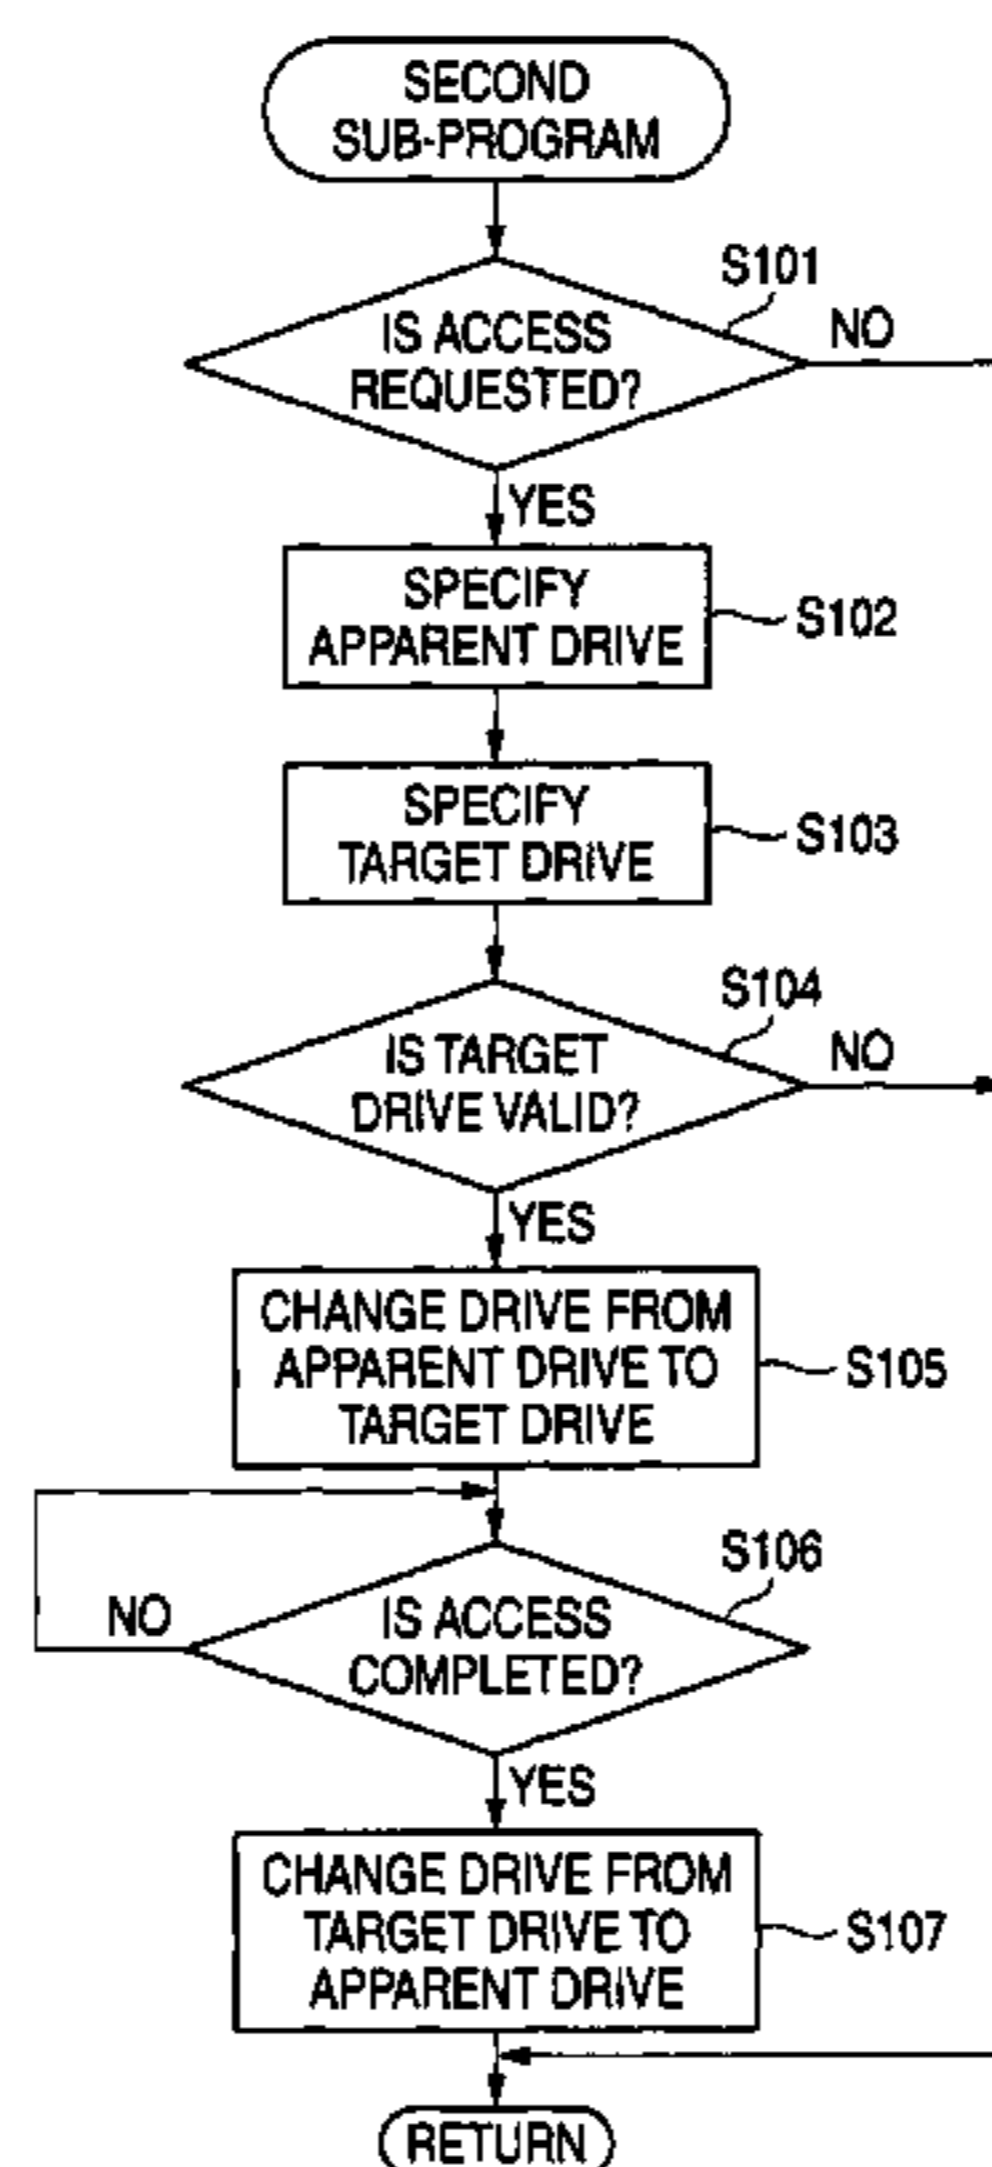 SECOND
SUB-PROGRAM
S101
IS ACCESS
REQUESTED?
NO
YES
SPECIFY
APPARENT DRIVE
S102
SPECIFY
TARGET DRIVE
S103
S104
IS TARGET
DRIVE VALID?
NO
YES
CHANGE DRIVE FROM
APPARENT DRIVE TO
TARGET DRIVE
S105
S106
IS ACCESS
COMPLETED?
NO
YES
CHANGE DRIVE FROM
TARGET DRIVE TO
APPARENT DRIVE
S107
RETURN